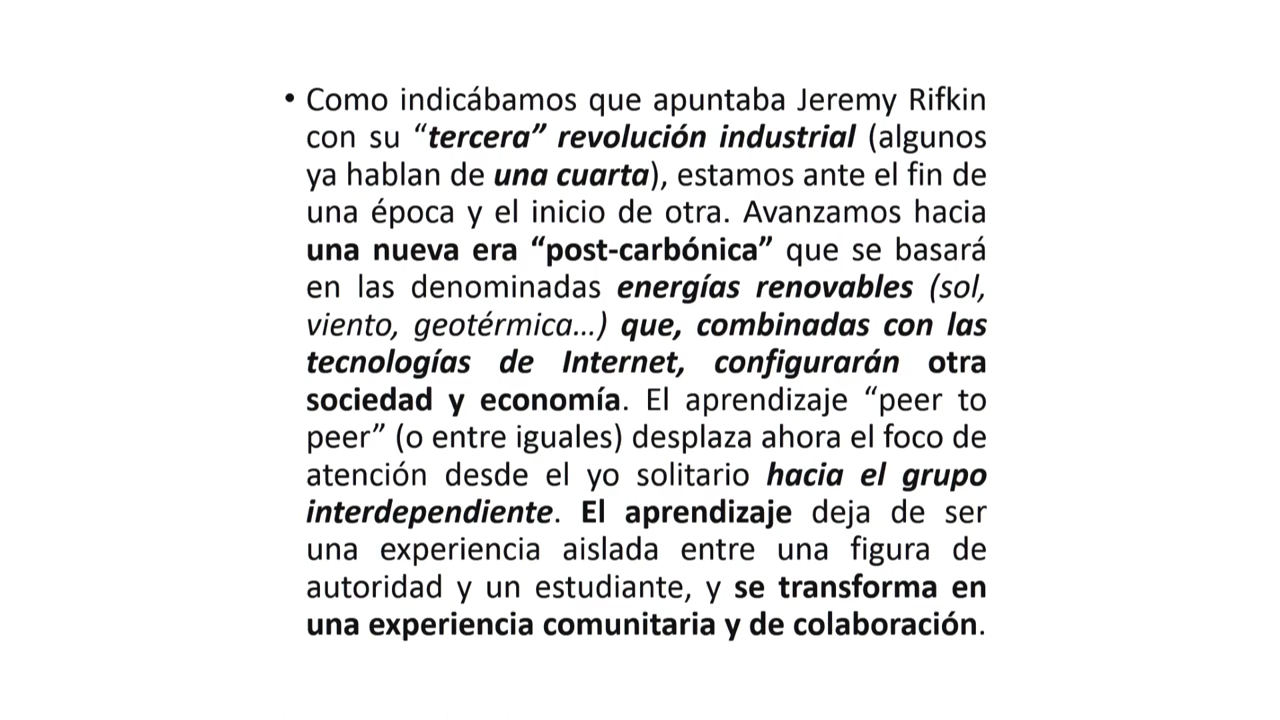 • Como indicábamos que apuntaba Jeremy Rifkin
con su “tercera” revolución industrial (algunos
ya hablan de una cuarta), estamos ante el fin de
una época y el inicio de otra. Avanzamos hacia
una nueva era “post-carbónica” que se basará
en las denominadas energías renovables (sol,
viento, geotérmica...) que, combinadas con las
tecnologías de Internet, configurarán otra
sociedad y economía. El aprendizaje “peer to
peer” (o entre iguales) desplaza ahora el foco de
atención desde el yo solitario hacia el grupo
interdependiente. El aprendizaje deja de ser
una experiencia aislada entre una figura de
autoridad y un estudiante, y se transforma en
una experiencia comunitaria y de colaboración.